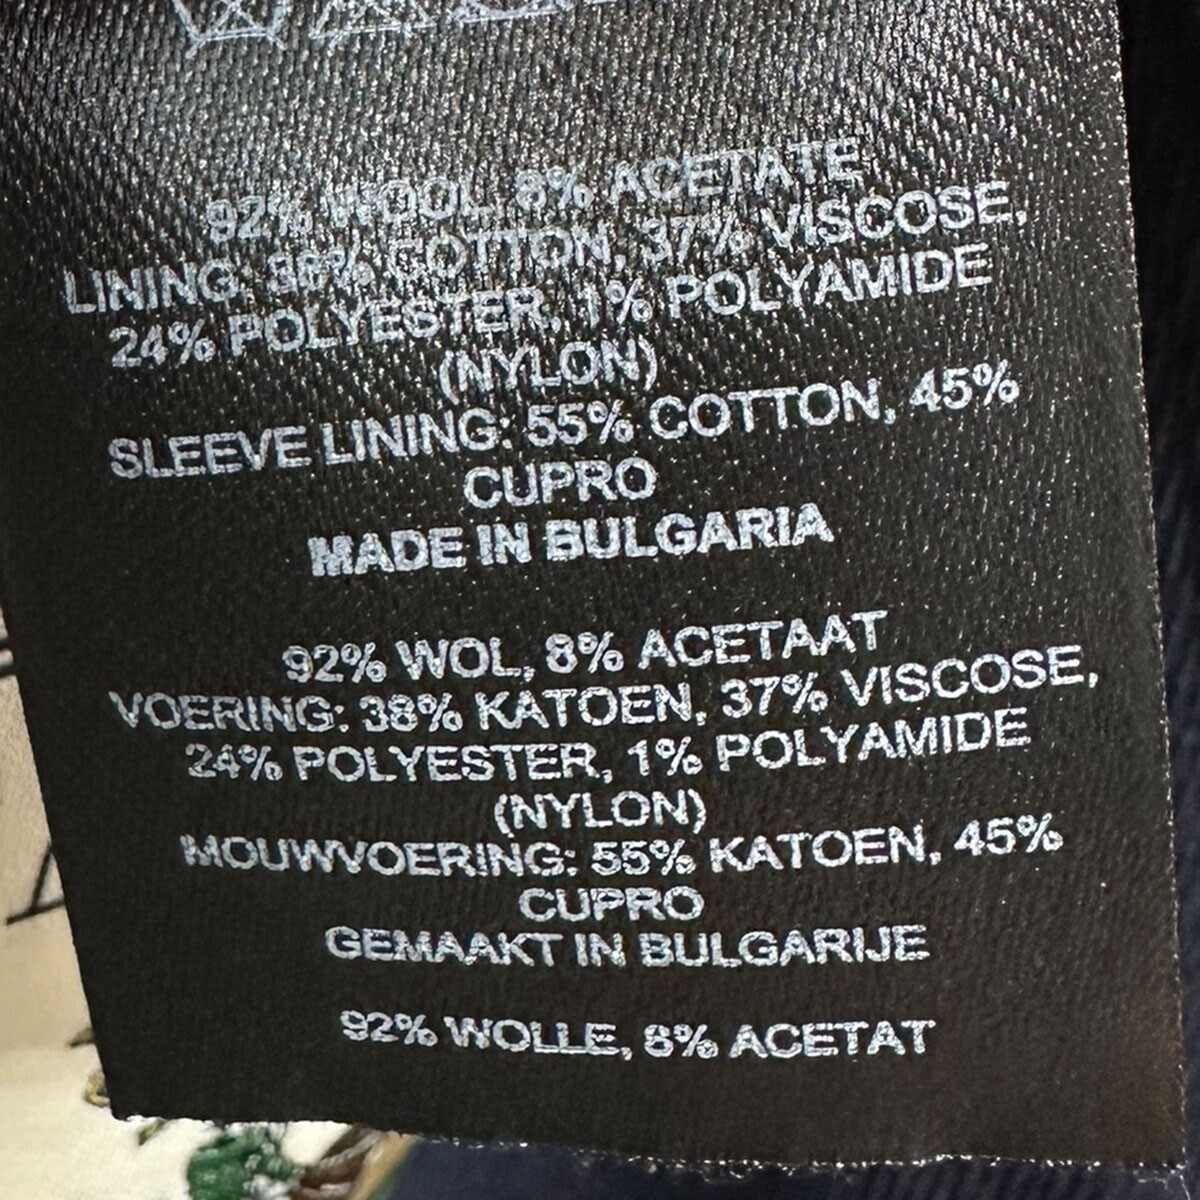 92% WOOL, 8% ACETATE
LINING: 38% COTTON, 37% VISCOSE,
24% POLYESTER, 1% POLYAMIDE
(NYLON)
SLEEVE LINING: 55% COTTON, 45%
CUPRO
MADE IN BULGARIA
92% WOL, 8% ACETAAT
VOERING: 38% KATOEN, 37% VISCOSE,
24% POLYESTER, 1% POLYAMIDE
(NYLON)
MOUWVOERING: 55% KATOEN, 45%
CUPRO
GEMAAKT IN BULGARIJE
92% WOLLE, 8% ACETAT